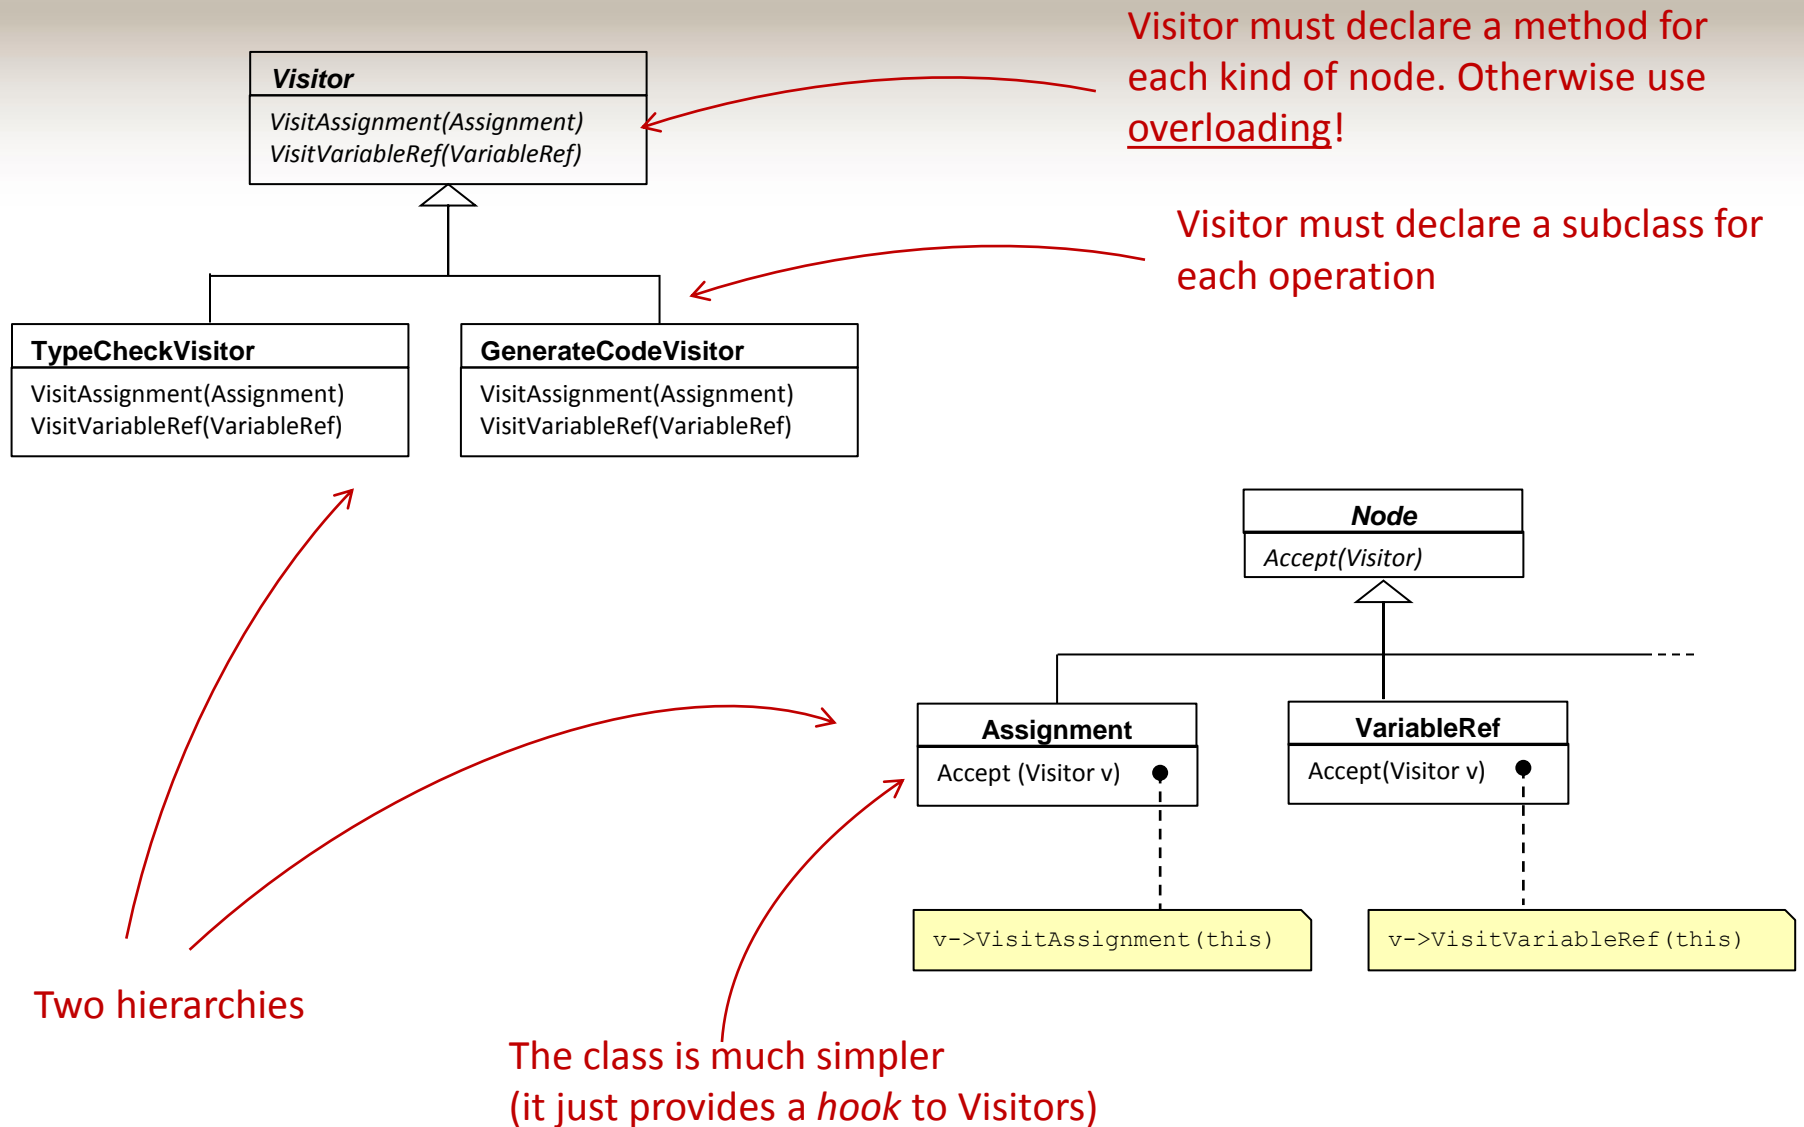 Visitor must declare a method for
each kind of node. Otherwise use
overloading!
Visitor
VisitAssignment(Assignment)
VisitVariableRef(VariableRef)
Visitor must declare a subclass for
each operation
TypeCheckVisitor
VisitAssignment(Assignment)
VisitVariableRef(VariableRef)
GenerateCodeVisitor
VisitAssignment(Assignment)
VisitVariableRef(VariableRef)
Node
Accept(Visitor)
Assignment
Accept (Visitor v)
VariableRef
Accept(Visitor v)
v->VisitAssignment(this)
v->VisitVariableRef(this)
Two hierarchies
The class is much simpler
(it just provides a hook to Visitors)